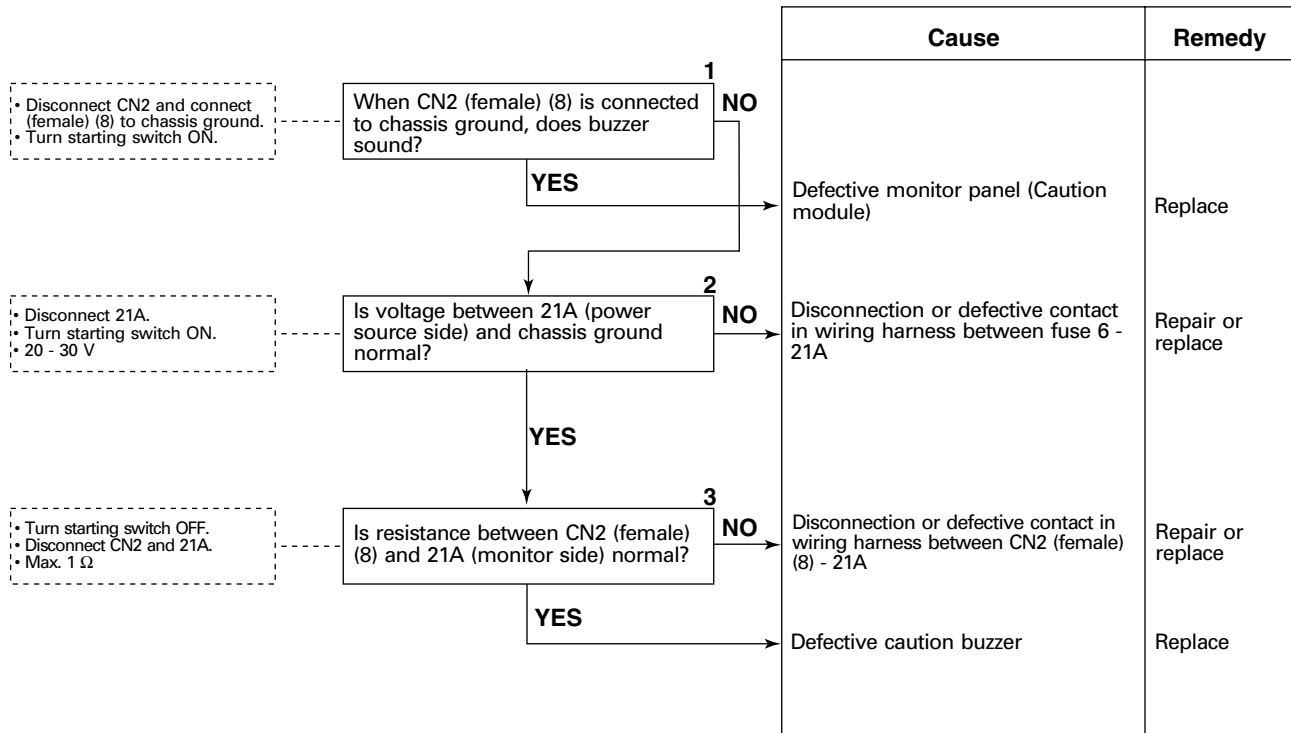 Cause
Remedy
1
• Disconnect CN2 and connect
(female) (8) to chassis ground.
• Turn starting switch ON.
When CN2 (female) (8) is connected
to chassis ground, does buzzer
sound?
NO
YES
Defective monitor panel (Caution
module)
Replace
2
• Disconnect 21A.
• Turn starting switch ON.
• 20 - 30 V
Is voltage between 21A (power
source side) and chassis ground
normal?
NO
Disconnection or defective contact
in wiring harness between fuse 6 -
21A
Repair or
replace
YES
3
• Turn starting switch OFF.
• Disconnect CN2 and 21A.
• Max. 1 Ω
Is resistance between CN2 (female)
(8) and 21A (monitor side) normal?
NO
Disconnection or defective contact in
wiring harness between CN2 (female)
(8) - 21A
Repair or
replace
YES
Defective caution buzzer
Replace